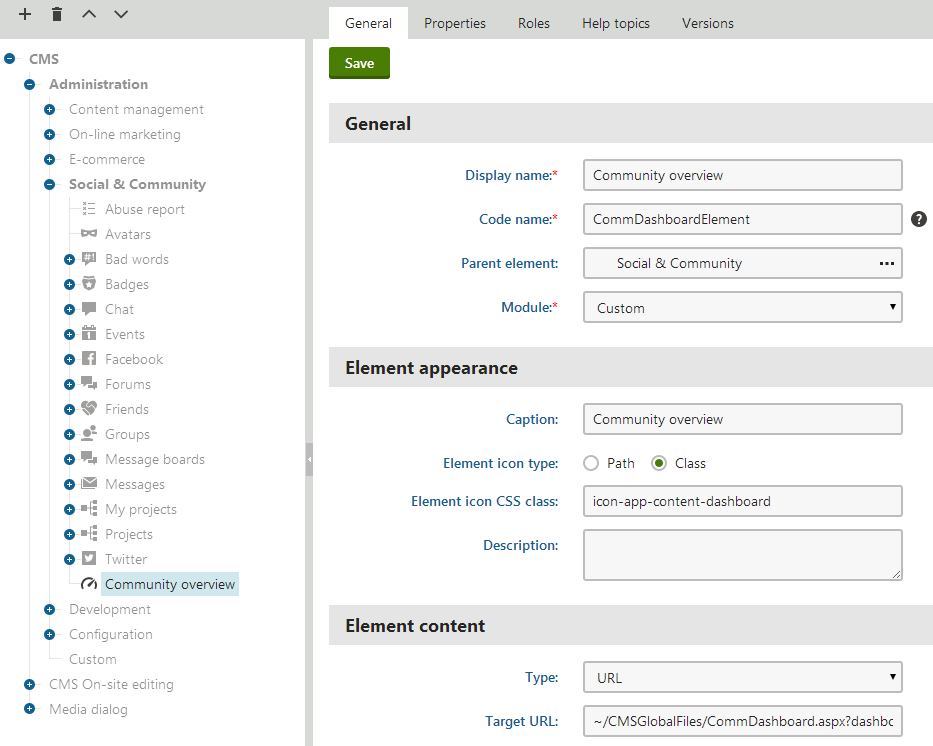 General
Properties
Roles
Help topics
Versions
CMS
Administration
Content management
On-line marketing
E-commerce
Social & Community
Abuse report
Avatars
Bad words
Badges
Chat
Events
Facebook
Forums
Friends
Groups
Message boards
Messages
My projects
Projects
Twitter
Community overview
Development
Configuration
Custom
CMS On-site editing
Media dialog
Save
General
Display name:* Community overview
Code name:* CommDashboardElement
Parent element: Social & Community
Module:* Custom
Element appearance
Caption: Community overview
Element icon type: Path Class
Element icon CSS class: icon-app-content-dashboard
Description:
Element content
Type: URL
Target URL: ~/CMSGlobalFiles/CommDashboard.aspx?dashbc